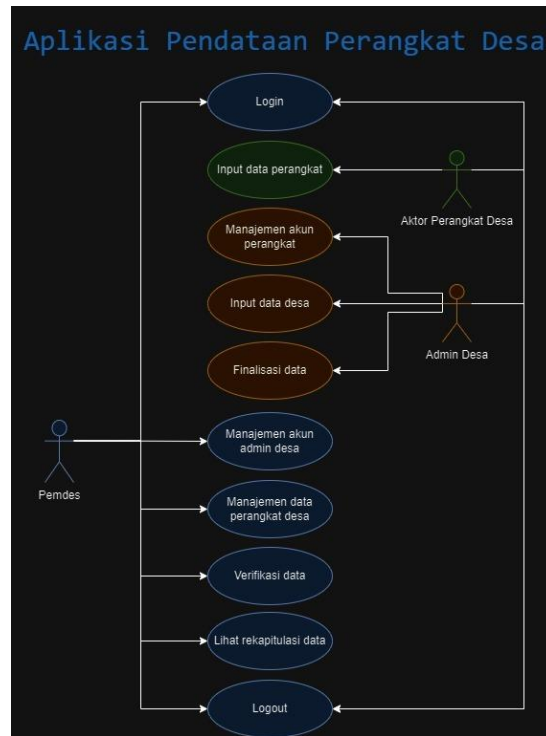 Aplikasi Pendataan Perangkat Desa
Login
Input data perangkat
Aktor Perangkat Desa
Manajemen akun
perangkat
Input data desa
Admin Desa
Finalisasi data
Manajemen akun
admin desa
Pemdes
Manajemen data
perangkat desa
Verifikasi data
Lihat rekapitulasi data
Logout